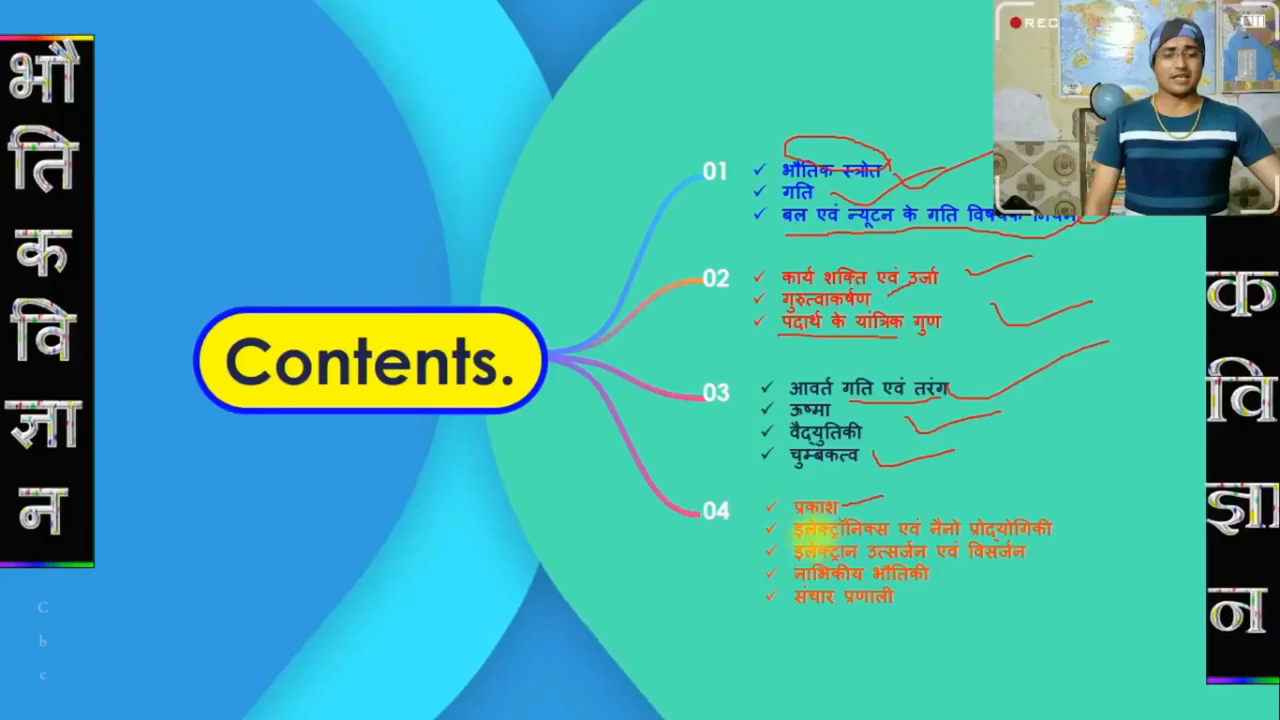 भौ
ति
क
वि
ज्ञा
न
C
b
c
Contents.
01
भौतिक स्त्रोत
गति
बल एवं न्यूटन के गति विषयक नियम
02
कार्य शक्ति एवं उर्जा
गुरुत्वाकर्षण
पदार्थ के यांत्रिक गुण
03
आवर्त गति एवं तरंग
ऊष्मा
वैद्युतिकी
चुम्बकत्व
04
प्रकाश
इलेक्ट्रॉनिक्स एवं नैनो प्रोद्योगिकी
इलेक्ट्रान उत्सर्जन एवं विसर्जन
नाभिकीय भौतिकी
संचार प्रणाली
REC
क
वि
ज्ञा
न